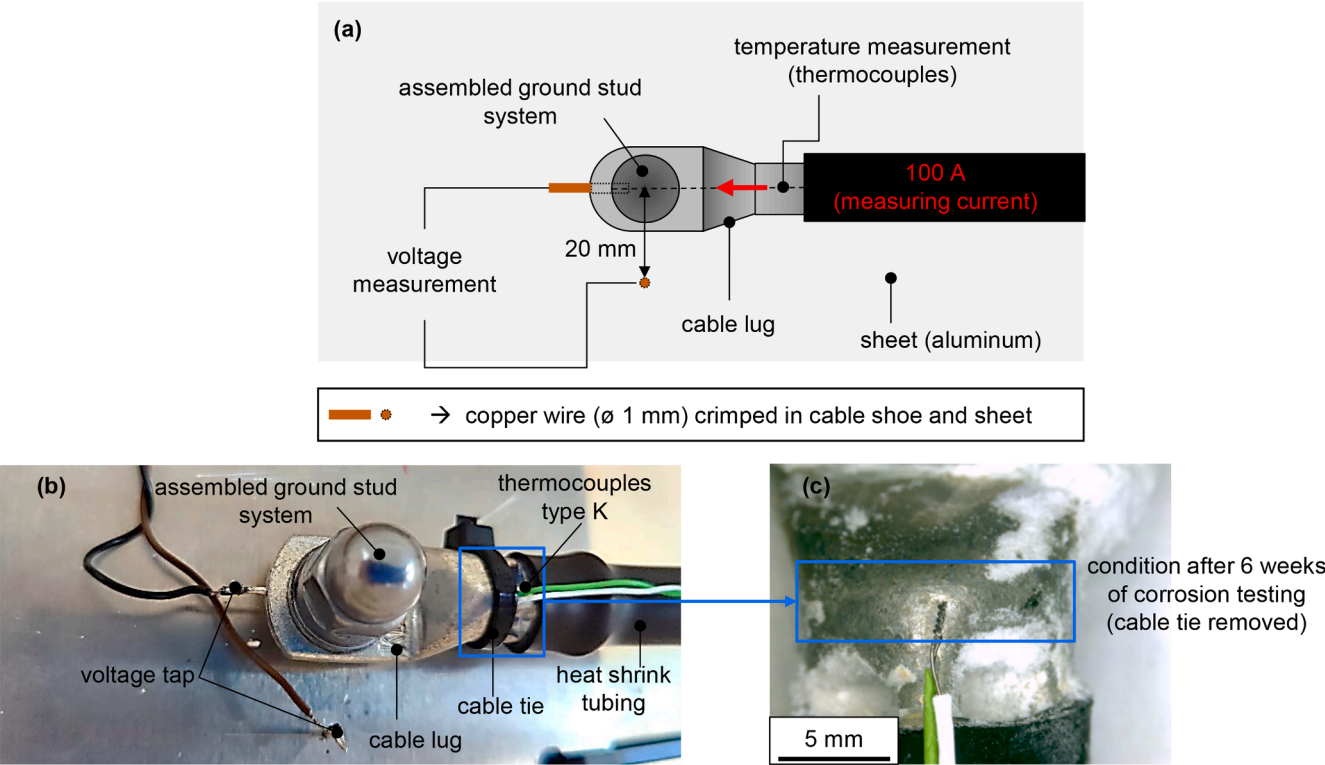 (a)
temperature measurement
(thermocouples)
assembled ground stud
system
100 A
(measuring current)
20 mm
voltage
measurement
cable lug
sheet (aluminum)
→ copper wire (ø 1 mm) crimped in cable shoe and sheet
(b)
assembled ground stud
system
thermocouples
type K
voltage tap
cable lug
cable tie
heat shrink
tubing
(c)
condition after 6 weeks
of corrosion testing
(cable tie removed)
5 mm